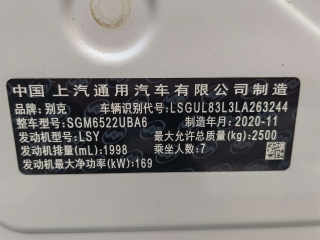 中国 上汽通用汽车有限公司制造
品牌：别克 车辆识别代号：LSGUL83L3LA263244
整车型号：SGM6522UBA6 制造年月：2020-11
发动机型号：LSY 最大允许总质量(kg)：2500
发动机排量(mL)：1998 乘坐人数：7
发动机最大净功率(kW)：169